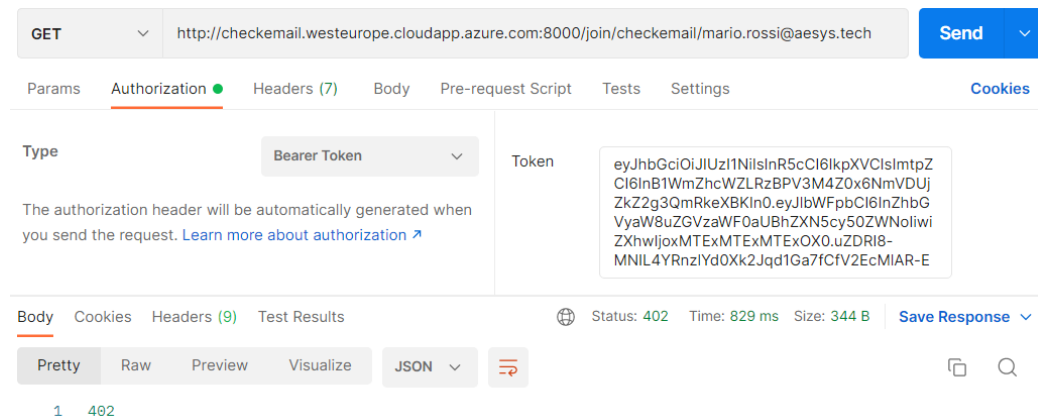 GET http://checkemail.westeurope.cloudapp.azure.com:8000/join/checkemail/mario.rossi@aesys.tech Send
Params Authorization Headers (7) Body Pre-request Script Tests Settings Cookies
Type Bearer Token
The authorization header will be automatically generated when
you send the request. Learn more about authorization ↗
Token
eyJhbGciOiJIUzI1NiIsInR5cCI6IkpXVCIsImtpZ
CI6InB1WmZhcWZLRzBPV3M4Z0x6NmVDUj
ZkZ2g3QmRkeXBKIn0.eyJlbWFpbCI6InZhbG
VyaW8uZGVzaWF0aUBhZXN5cy50ZWNoIiwi
ZXhwIjoxMTExMTExMTExOX0.uZDRI8-
MNIL4YRnzlYd0Xk2Jqd1Ga7fCfV2EcMlAR-E
Body Cookies Headers (9) Test Results Status: 402 Time: 829 ms Size: 344 B Save Response
Pretty Raw Preview Visualize JSON
1 402